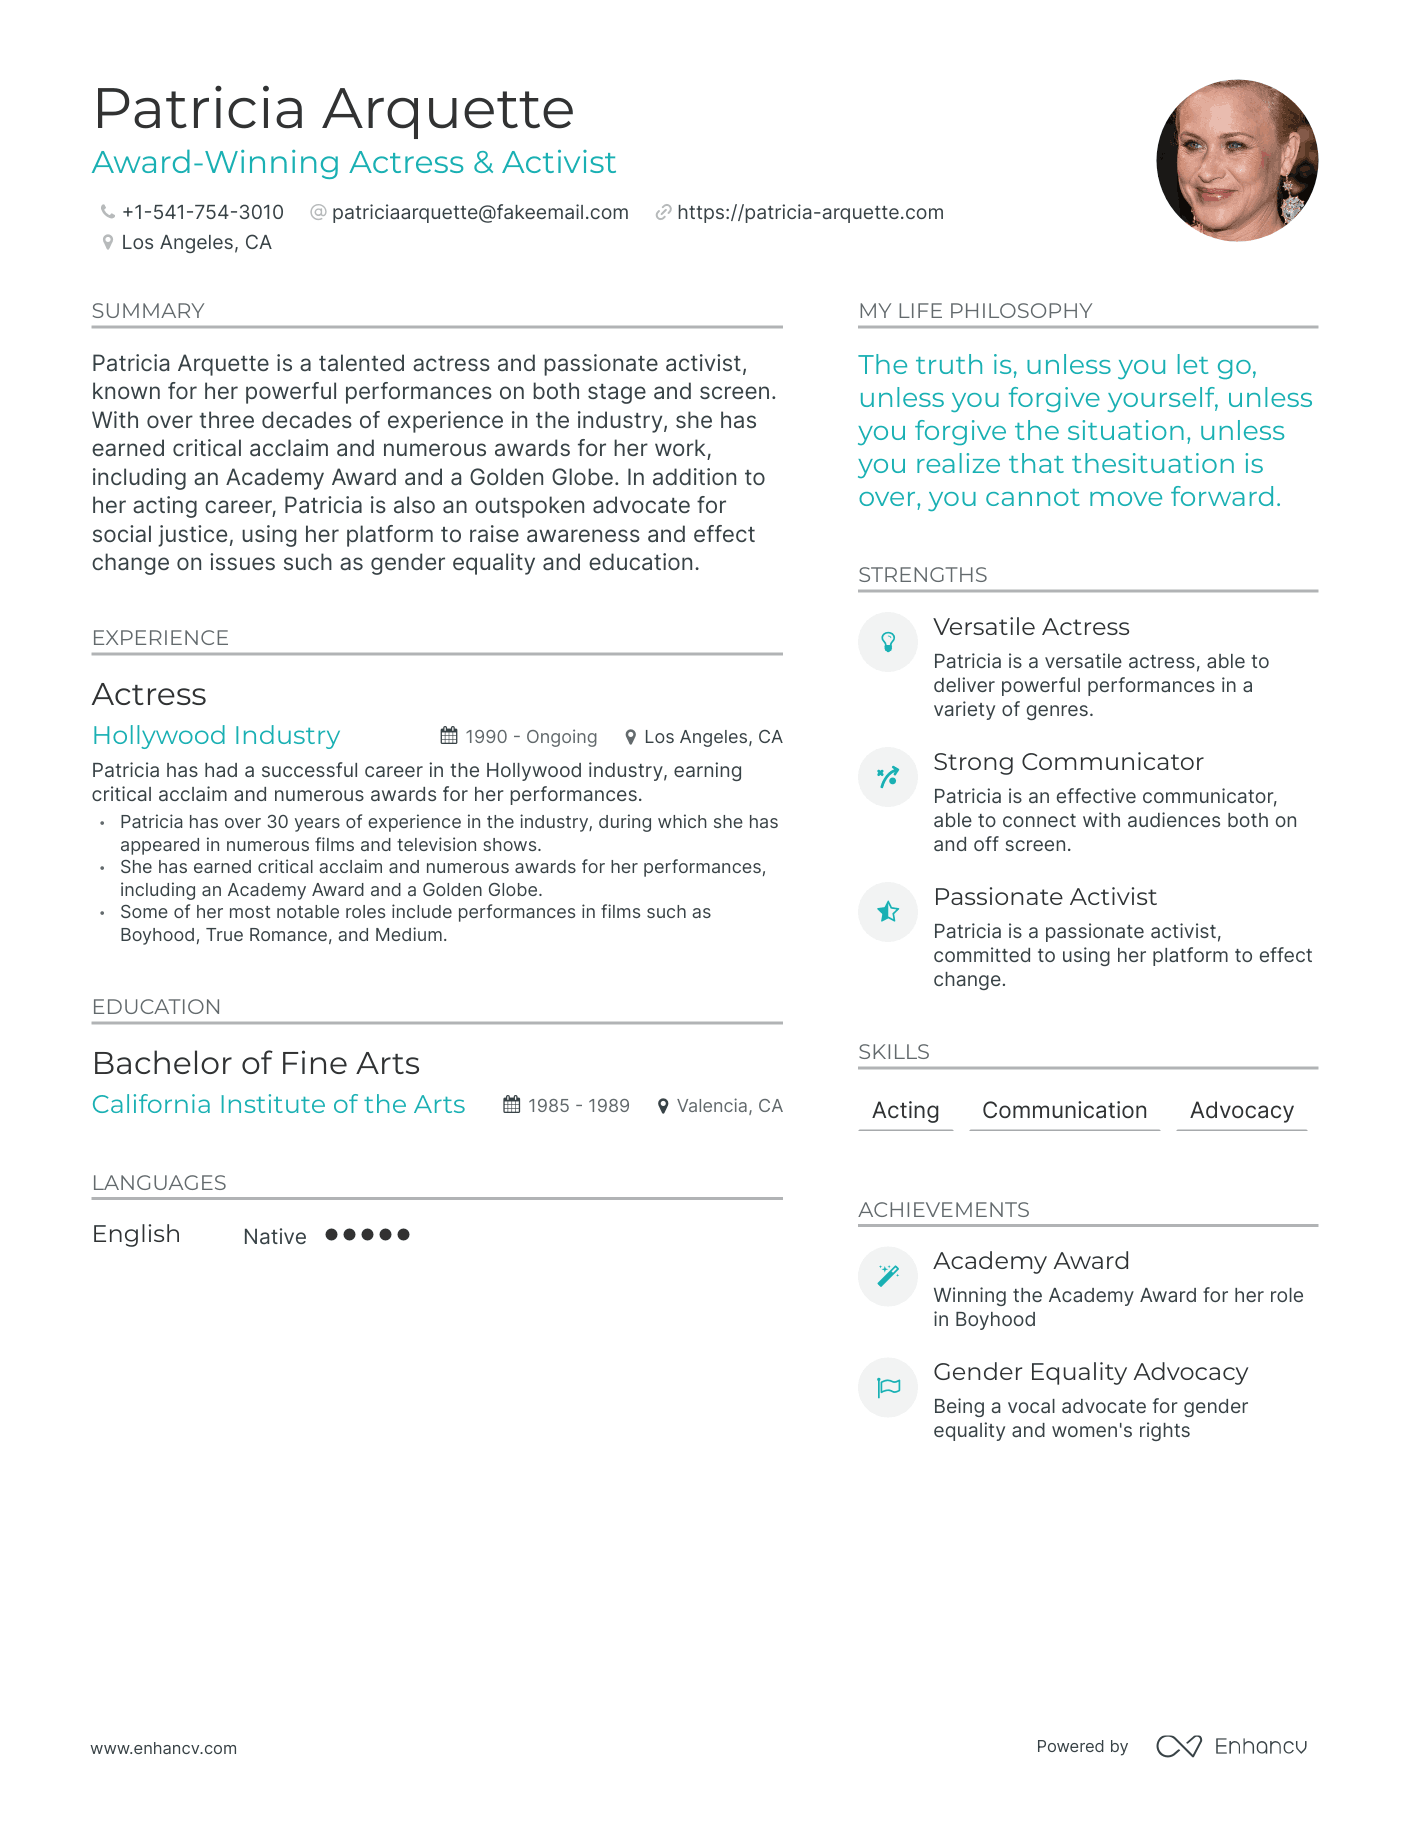 Patricia Arquette
Award-Winning Actress & Activist
+1-541-754-3010 patriciaarquette@fakeemail.com https://patricia-arquette.com
Los Angeles, CA
SUMMARY
Patricia Arquette is a talented actress and passionate activist,
known for her powerful performances on both stage and screen.
With over three decades of experience in the industry, she has
earned critical acclaim and numerous awards for her work,
including an Academy Award and a Golden Globe. In addition to
her acting career, Patricia is also an outspoken advocate for
social justice, using her platform to raise awareness and effect
change on issues such as gender equality and education.
EXPERIENCE
Actress
Hollywood Industry 1990 - Ongoing Los Angeles, CA
Patricia has had a successful career in the Hollywood industry, earning
critical acclaim and numerous awards for her performances.
• Patricia has over 30 years of experience in the industry, during which she has
appeared in numerous films and television shows.
• She has earned critical acclaim and numerous awards for her performances,
including an Academy Award and a Golden Globe.
• Some of her most notable roles include performances in films such as
Boyhood, True Romance, and Medium.
EDUCATION
Bachelor of Fine Arts
California Institute of the Arts 1985 - 1989 Valencia, CA
LANGUAGES
English Native
MY LIFE PHILOSOPHY
The truth is, unless you let go,
unless you forgive yourself, unless
you forgive the situation, unless
you realize that thesituation is
over, you cannot move forward.
STRENGTHS
Versatile Actress
Patricia is a versatile actress, able to
deliver powerful performances in a
variety of genres.
Strong Communicator
Patricia is an effective communicator,
able to connect with audiences both on
and off screen.
Passionate Activist
Patricia is a passionate activist,
committed to using her platform to effect
change.
SKILLS
Acting Communication Advocacy
ACHIEVEMENTS
Academy Award
Winning the Academy Award for her role
in Boyhood
Gender Equality Advocacy
Being a vocal advocate for gender
equality and women's rights
www.enhancv.com
Powered by Enhancv